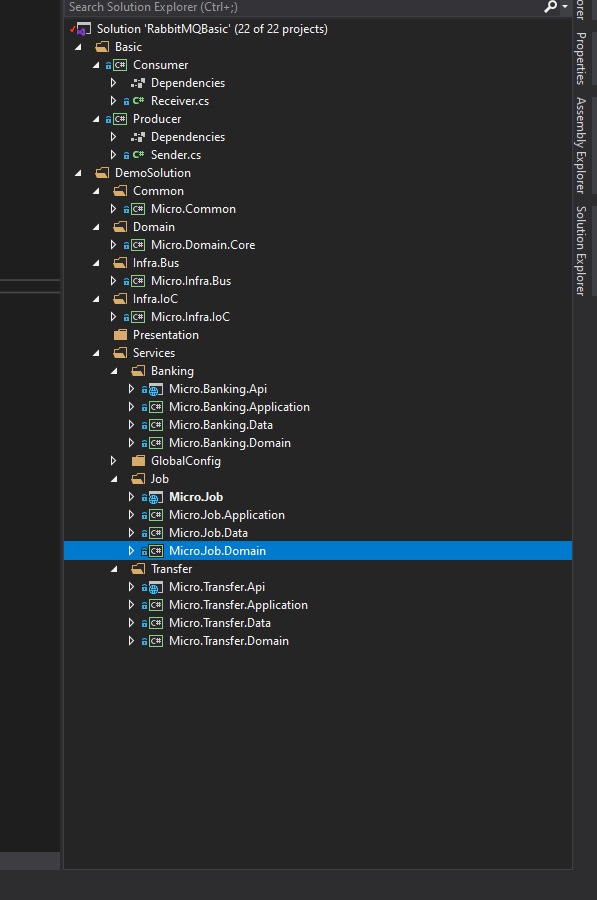 Search Solution Explorer (Ctrl+;)
Solution 'RabbitMQBasic' (22 of 22 projects)
Basic
C# Consumer
Dependencies
C# Receiver.cs
C# Producer
Dependencies
C# Sender.cs
DemoSolution
Common
C# Micro.Common
Domain
C# Micro.Domain.Core
Infra.Bus
C# Micro.Infra.Bus
Infra.IoC
C# Micro.Infra.IoC
Presentation
Services
Banking
Micro.Banking.Api
C# Micro.Banking.Application
C# Micro.Banking.Data
C# Micro.Banking.Domain
GlobalConfig
Job
Micro.Job
C# Micro.Job.Application
C# Micro.Job.Data
C# Micro.Job.Domain
Transfer
Micro.Transfer.Api
C# Micro.Transfer.Application
C# Micro.Transfer.Data
C# Micro.Transfer.Domain
Properties
Assembly Explorer
Solution Explorer